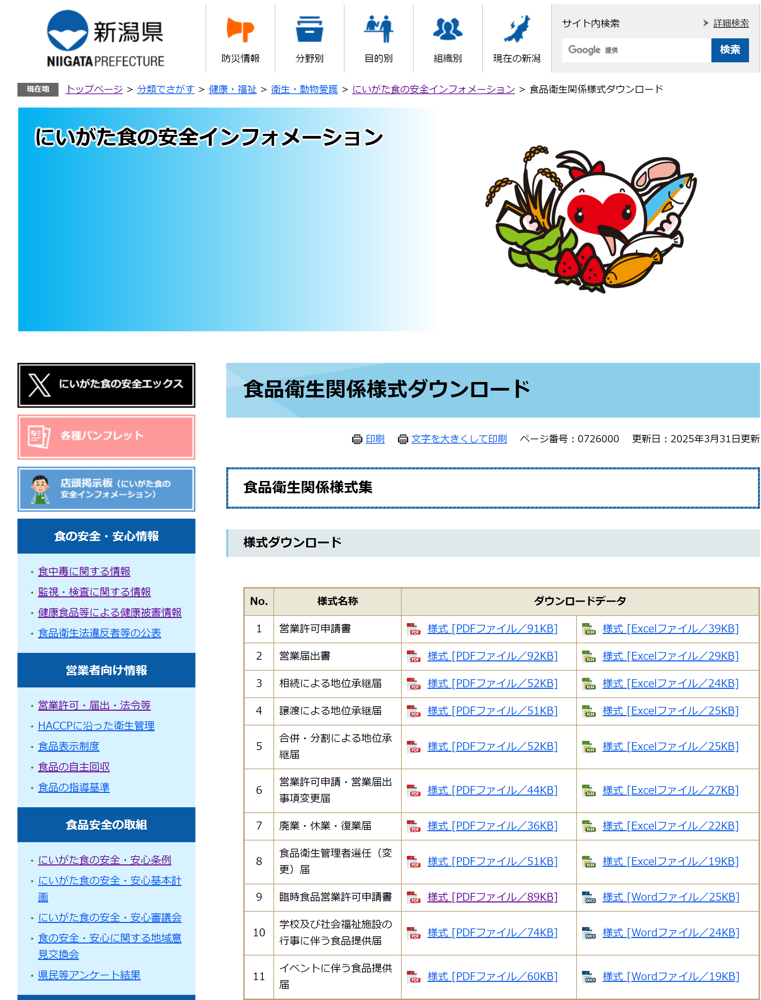 新潟県
NIIGATA PREFECTURE
防災情報
分野別
目的別
組織別
現在の新潟
サイト内検索
詳細検索
Google 提供
検索
現在地 トップページ > 分類でさがす > 健康・福祉 > 衛生・動物愛護 > にいがた食の安全インフォメーション > 食品衛生関係様式ダウンロード
にいがた食の安全インフォメーション
にいがた食の安全エックス
各種パンフレット
店頭掲示板（にいがた食の
安全インフォメーション）
食の安全・安心情報
・食中毒に関する情報
・監視・検査に関する情報
・健康食品等による健康被害情報
・食品衛生法違反者等の公表
営業者向け情報
・営業許可・届出・法令等
・HACCPに沿った衛生管理
・食品表示制度
・食品の自主回収
・食品の指導基準
食品安全の取組
・にいがた食の安全・安心条例
・にいがた食の安全・安心基本計
画
・にいがた食の安全・安心審議会
・食の安全・安心に関する地域意
見交換会
・県民等アンケート結果
食品衛生関係様式ダウンロード
印刷 文字を大きくして印刷 ページ番号：0726000 更新日：2025年3月31日更新
食品衛生関係様式集
様式ダウンロード
No. 様式名称 ダウンロードデータ
1 営業許可申請書 PDF 様式 [PDFファイル／91KB] XLSX 様式 [Excelファイル／39KB]
2 営業届出書 PDF 様式 [PDFファイル／92KB] XLSX 様式 [Excelファイル／29KB]
3 相続による地位承継届 PDF 様式 [PDFファイル／52KB] XLSX 様式 [Excelファイル／24KB]
4 譲渡による地位承継届 PDF 様式 [PDFファイル／51KB] XLSX 様式 [Excelファイル／25KB]
5 合併・分割による地位承
継届 PDF 様式 [PDFファイル／52KB] XLSX 様式 [Excelファイル／25KB]
6 営業許可申請・営業届出
事項変更届 PDF 様式 [PDFファイル／44KB] XLSX 様式 [Excelファイル／27KB]
7 廃業・休業・復業届 PDF 様式 [PDFファイル／36KB] XLSX 様式 [Excelファイル／22KB]
8 食品衛生管理者選任（変
更）届 PDF 様式 [PDFファイル／51KB] XLSX 様式 [Excelファイル／19KB]
9 臨時食品営業許可申請書 PDF 様式 [PDFファイル／89KB] DOCX 様式 [Wordファイル／25KB]
10 学校及び社会福祉施設の
行事に伴う食品提供届 PDF 様式 [PDFファイル／74KB] DOCX 様式 [Wordファイル／24KB]
11 イベントに伴う食品提供
届 PDF 様式 [PDFファイル／60KB] DOCX 様式 [Wordファイル／19KB]